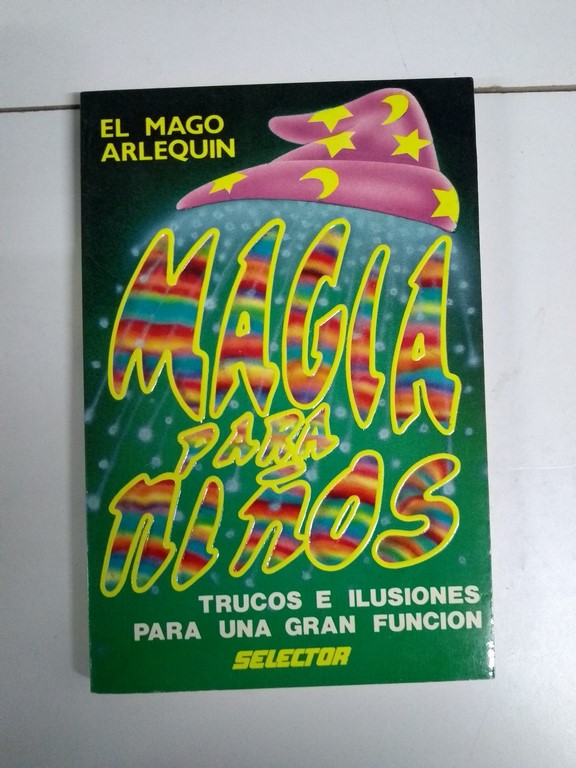 EL MAGO
ARLEQUIN
MAGIA
PARA
NIÑOS
TRUCOS E ILUSIONES
PARA UNA GRAN FUNCION
SELECTOR